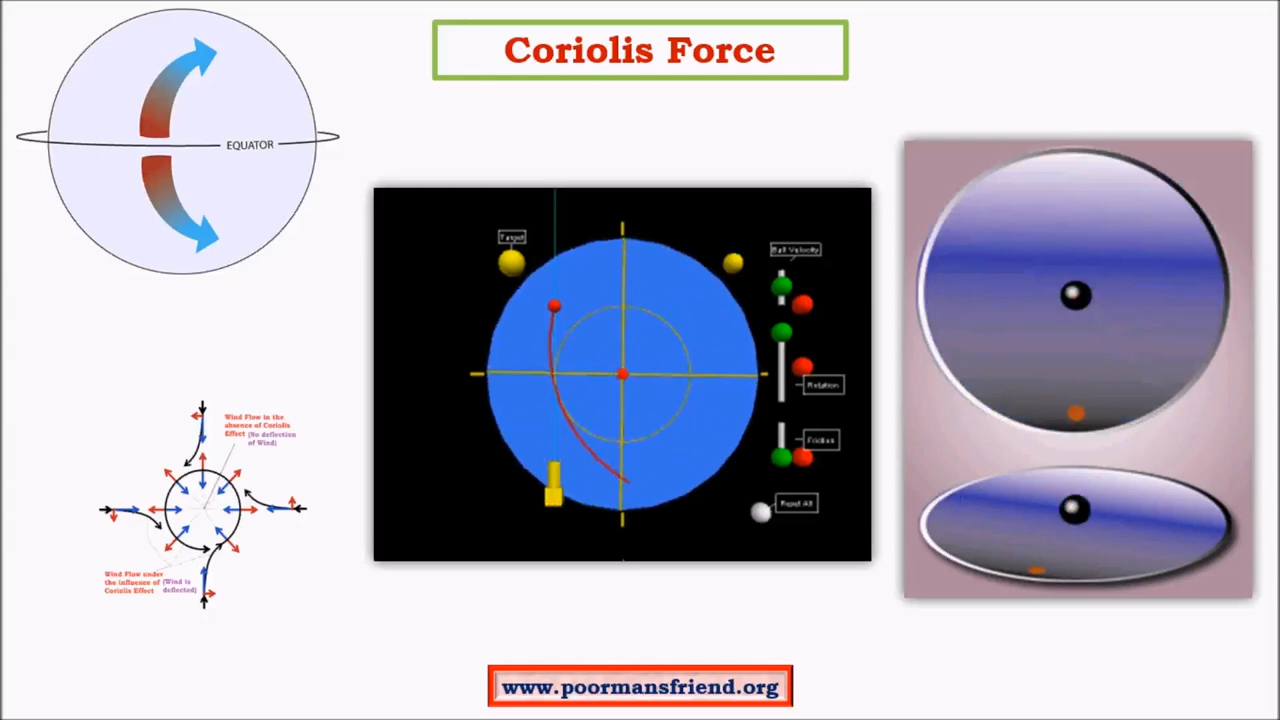 Coriolis Force
EQUATOR
Target
Ball Velocity
Rotation
Friction
Reset All
Wind Flow in the
absence of Coriolis
Effect (No deflection
of Wind)
Wind Flow under
the influence of (Wind is
Coriolis Effect deflected)
www.poormansfriend.org